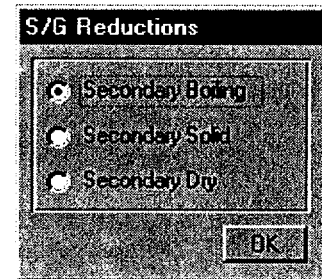 S/G Reductions
Secondary Boiling
Secondary Solid
Secondary Dry
OK